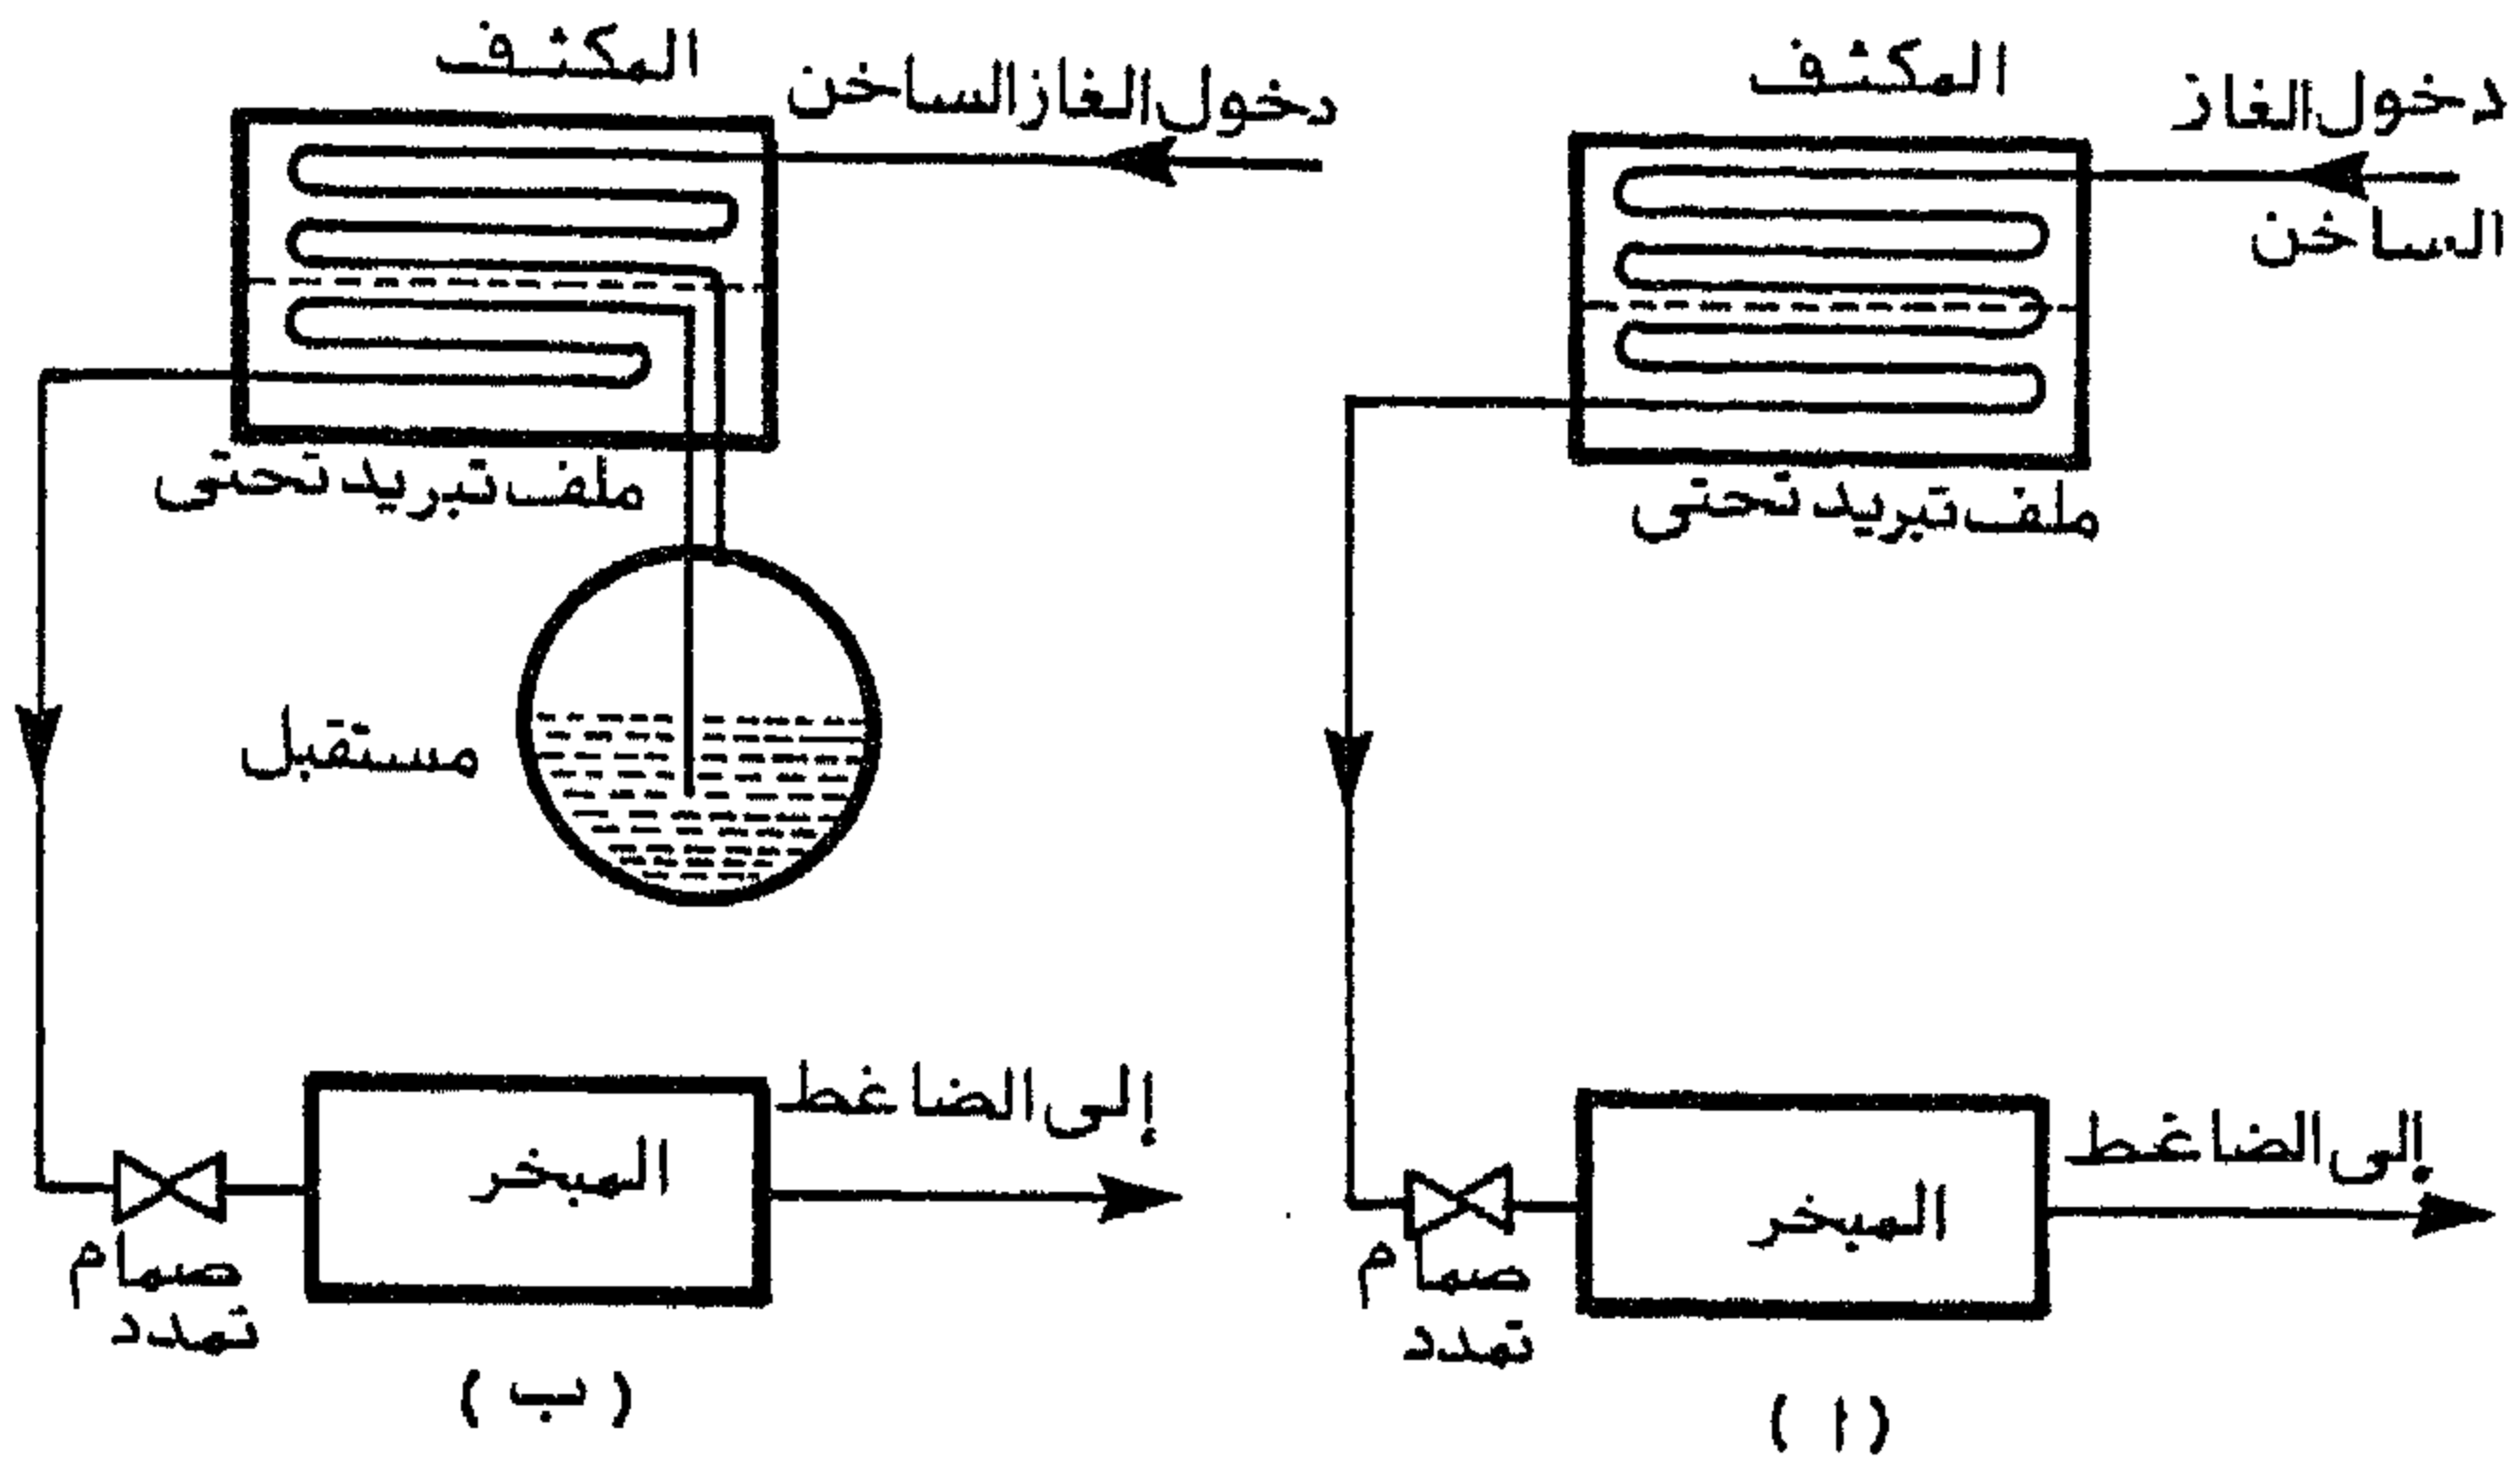 المكثف
دخول الغاز
الساخن
ملف تبريد تحتى
إلى الضاغط
المبخر
صمام
تمدد
( ا )
المكثف
دخول الغاز الساخن
ملف تبريد تحتى
مستقبل
إلى الضاغط
المبخر
صمام
تمدد
( ب )